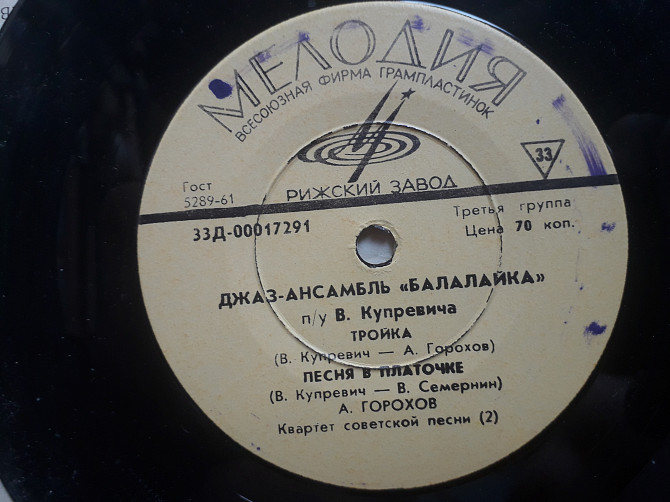 МЕЛОДИЯ
ВСЕСОЮЗНАЯ ФИРМА ГРАМПЛАСТИНОК
33
Гост
5289-61
РИЖСКИЙ ЗАВОД
Третья группа
Цена 70 коп.
33Д-00017291
ДЖАЗ-АНСАМБЛЬ «БАЛАЛАЙКА»
п/у В. Купревича
ТРОЙКА
(В. Купревич — А. Горохов)
ПЕСНЯ В ПЛАТОЧКЕ
(В. Купревич — В. Семернин)
А. ГОРОХОВ
Квартет советской песни (2)